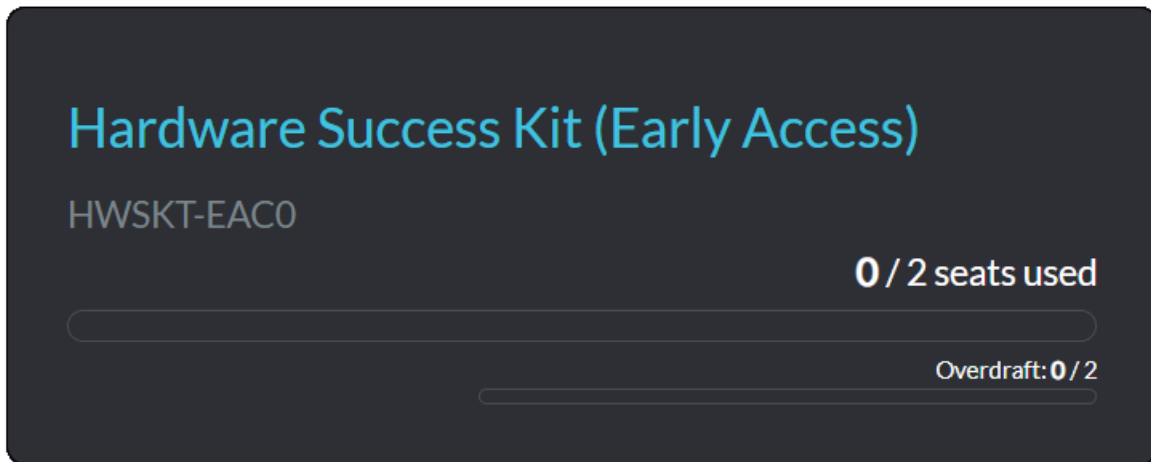 Hardware Success Kit (Early Access)
HWSKT-EAC0
0 / 2 seats used
Overdraft: 0 / 2